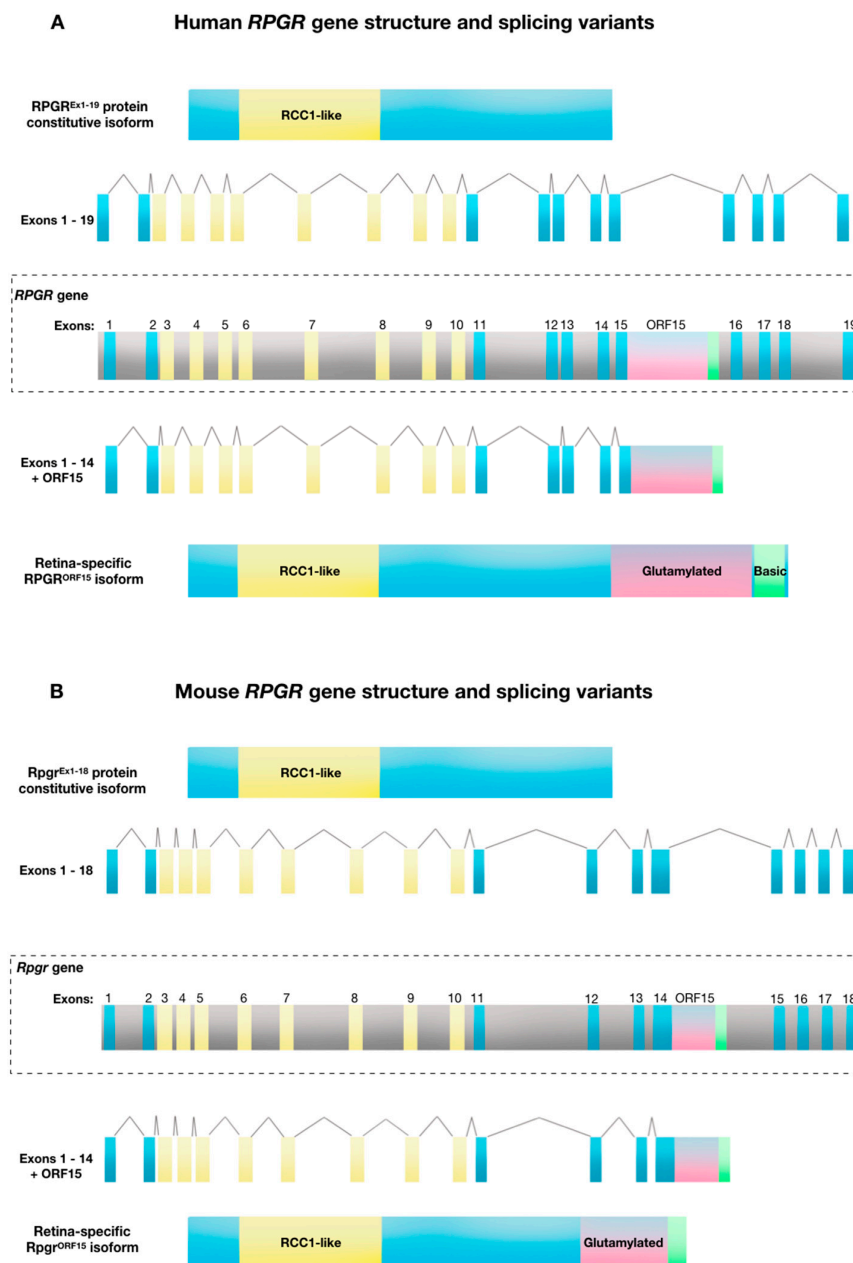 A Human RPGR gene structure and splicing variants
RPGREx1-19 protein
constitutive isoform
RCC1-like
Exons 1 - 19
RPGR gene
Exons: 1 2 3 4 5 6 7 8 9 10 11 12 13 14 15 ORF15 16 17 18 19
Exons 1 - 14
+ ORF15
Retina-specific
RPGRORF15 isoform
RCC1-like Glutamylated Basic
B Mouse RPGR gene structure and splicing variants
RpgrEx1-18 protein
constitutive isoform
RCC1-like
Exons 1 - 18
Rpgr gene
Exons: 1 2 3 4 5 6 7 8 9 10 11 12 13 14 ORF15 15 16 17 18
Exons 1 - 14
+ ORF15
Retina-specific
RpgrORF15 isoform
RCC1-like Glutamylated